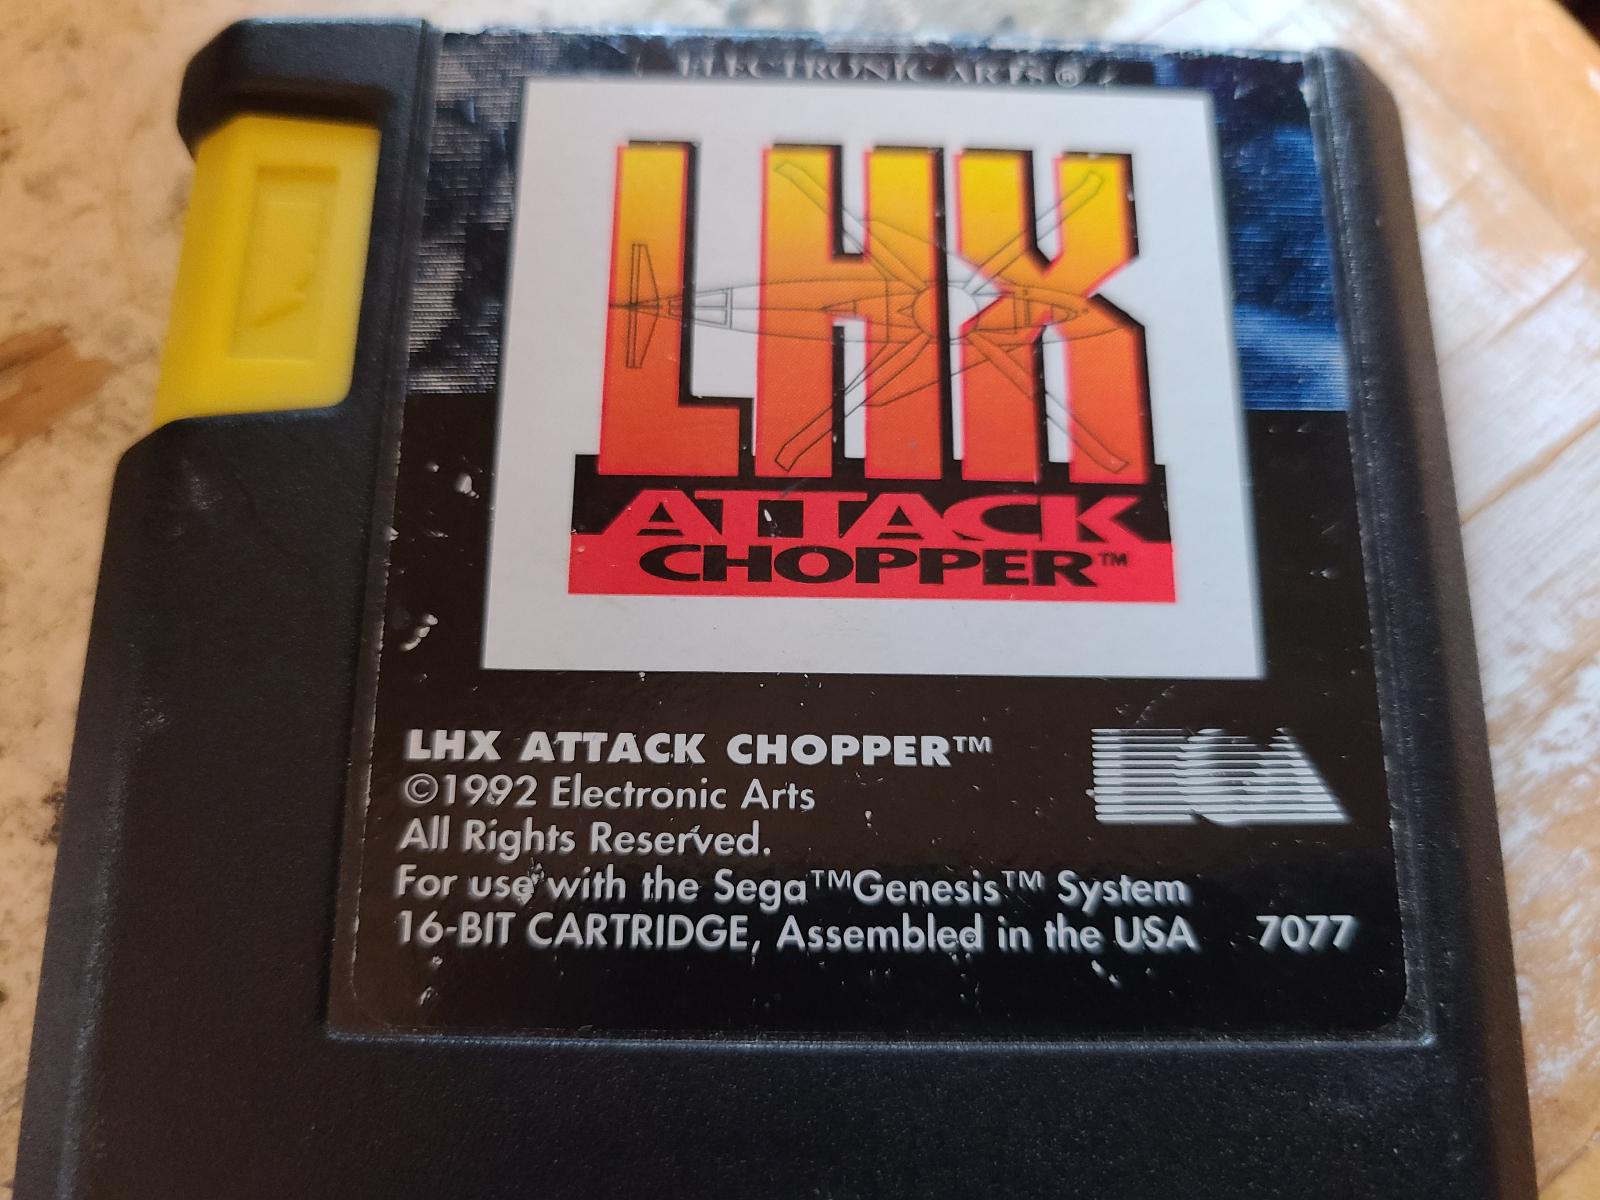 ELECTRONIC ARTS®
LHX
ATTACK
CHOPPER™
LHX ATTACK CHOPPER™
©1992 Electronic Arts
EA
All Rights Reserved.
For use with the Sega™Genesis™ System
16-BIT CARTRIDGE, Assembled in the USA 7077